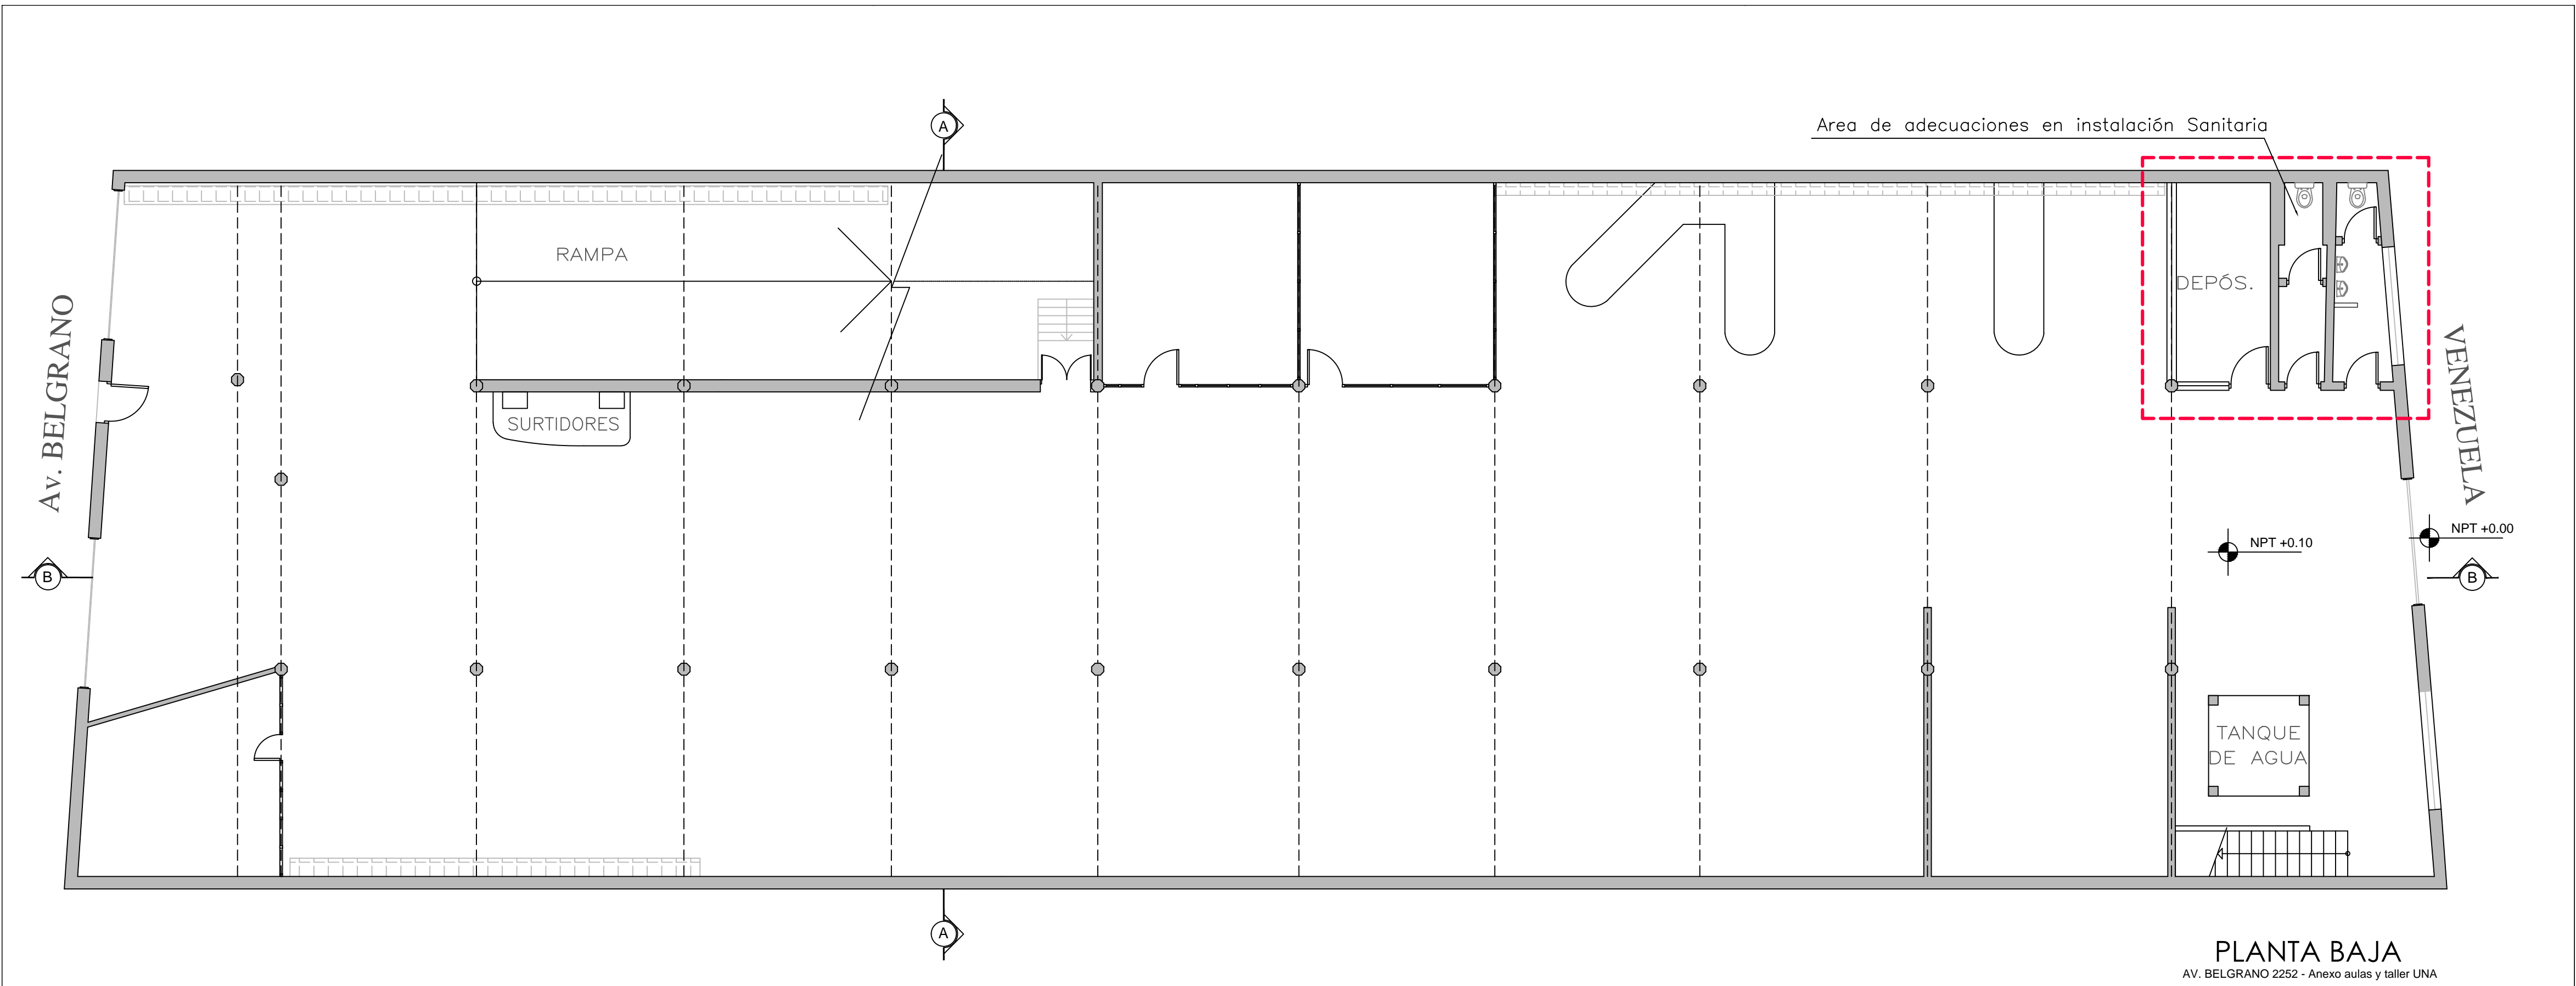 A
Area de adecuaciones en instalación Sanitaria
RAMPA
DEPÓS.
Av. BELGRANO
VENEZUELA
SURTIDORES
NPT +0.00
NPT +0.10
B
B
TANQUE
DE AGUA
A
PLANTA BAJA
AV. BELGRANO 2252 - Anexo aulas y taller UNA